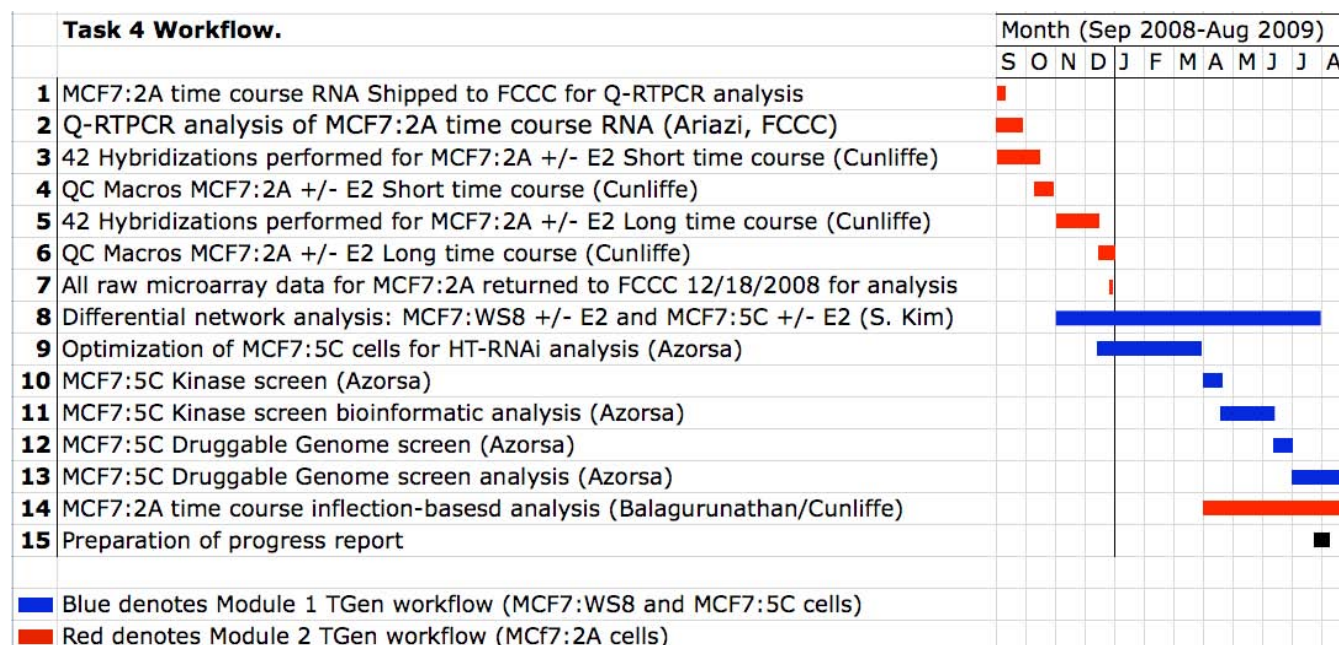 Task 4 Workflow. Month (Sep 2008-Aug 2009)
S O N D J F M A M J J A
1 MCF7:2A time course RNA Shipped to FCCC for Q-RTPCR analysis
2 Q-RTPCR analysis of MCF7:2A time course RNA (Ariazi, FCCC)
3 42 Hybridizations performed for MCF7:2A +/- E2 Short time course (Cunliffe)
4 QC Macros MCF7:2A +/- E2 Short time course (Cunliffe)
5 42 Hybridizations performed for MCF7:2A +/- E2 Long time course (Cunliffe)
6 QC Macros MCF7:2A +/- E2 Long time course (Cunliffe)
7 All raw microarray data for MCF7:2A returned to FCCC 12/18/2008 for analysis
8 Differential network analysis: MCF7:WS8 +/- E2 and MCF7:5C +/- E2 (S. Kim)
9 Optimization of MCF7:5C cells for HT-RNAi analysis (Azorsa)
10 MCF7:5C Kinase screen (Azorsa)
11 MCF7:5C Kinase screen bioinformatic analysis (Azorsa)
12 MCF7:5C Druggable Genome screen (Azorsa)
13 MCF7:5C Druggable Genome screen analysis (Azorsa)
14 MCF7:2A time course inflection-basesd analysis (Balagurunathan/Cunliffe)
15 Preparation of progress report
Blue denotes Module 1 TGen workflow (MCF7:WS8 and MCF7:5C cells)
Red denotes Module 2 TGen workflow (MCf7:2A cells)